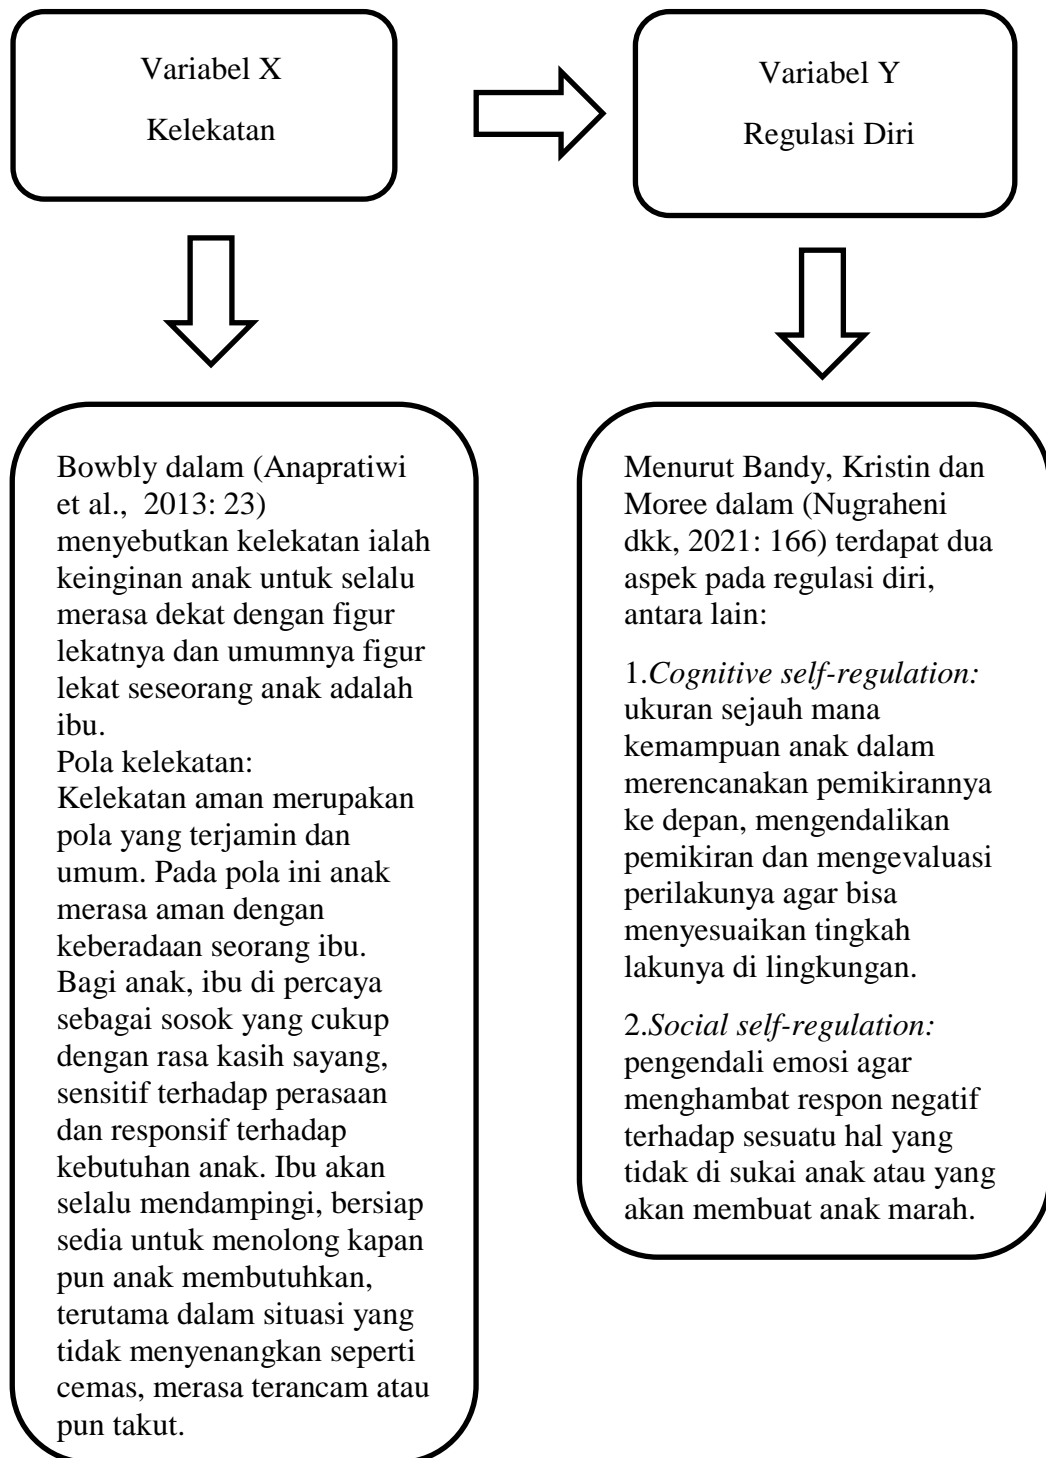 Variabel X
Kelekatan
Variabel Y
Regulasi Diri
Bowbly dalam (Anapratiwi
et al., 2013: 23)
menyebutkan kelekatan ialah
keinginan anak untuk selalu
merasa dekat dengan figur
lekatnya dan umumnya figur
lekat seseorang anak adalah
ibu.
Pola kelekatan:
Kelekatan aman merupakan
pola yang terjamin dan
umum. Pada pola ini anak
merasa aman dengan
keberadaan seorang ibu.
Bagi anak, ibu di percaya
sebagai sosok yang cukup
dengan rasa kasih sayang,
sensitif terhadap perasaan
dan responsif terhadap
kebutuhan anak. Ibu akan
selalu mendampingi, bersiap
sedia untuk menolong kapan
pun anak membutuhkan,
terutama dalam situasi yang
tidak menyenangkan seperti
cemas, merasa terancam atau
pun takut.
Menurut Bandy, Kristin dan
Moree dalam (Nugraheni
dkk, 2021: 166) terdapat dua
aspek pada regulasi diri,
antara lain:
1.Cognitive self-regulation:
ukuran sejauh mana
kemampuan anak dalam
merencanakan pemikirannya
ke depan, mengendalikan
pemikiran dan mengevaluasi
perilakunya agar bisa
menyesuaikan tingkah
lakunya di lingkungan.
2.Social self-regulation:
pengendali emosi agar
menghambat respon negatif
terhadap sesuatu hal yang
tidak di sukai anak atau yang
akan membuat anak marah.